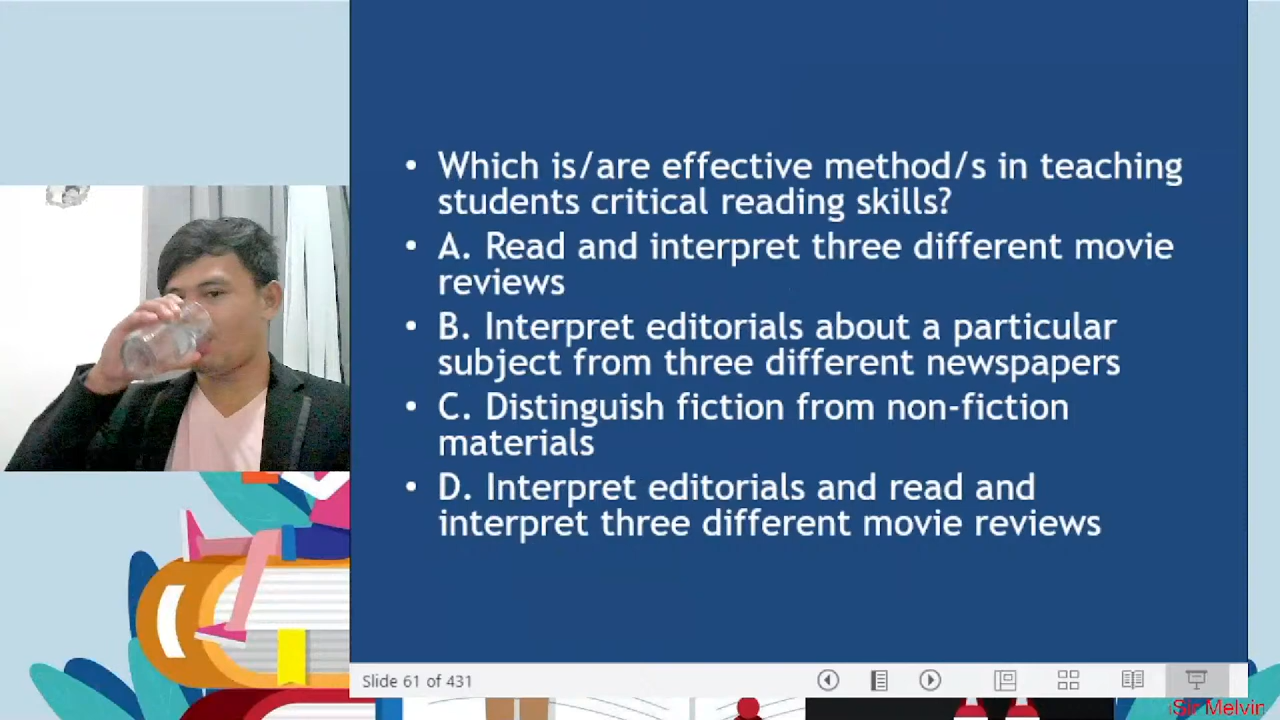 • Which is/are effective method/s in teaching
students critical reading skills?
• A. Read and interpret three different movie
reviews
• B. Interpret editorials about a particular
subject from three different newspapers
• C. Distinguish fiction from non-fiction
materials
• D. Interpret editorials and read and
interpret three different movie reviews
Slide 61 of 431
Sir Melvin